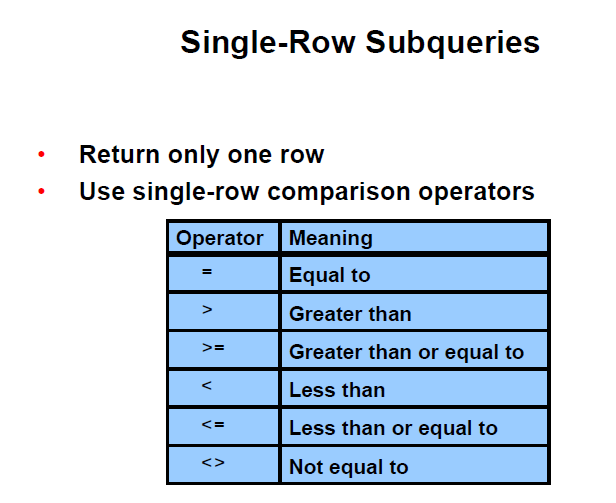 Single-Row Subqueries
• Return only one row
• Use single-row comparison operators
Operator Meaning
= Equal to
> Greater than
>= Greater than or equal to
< Less than
<= Less than or equal to
<> Not equal to